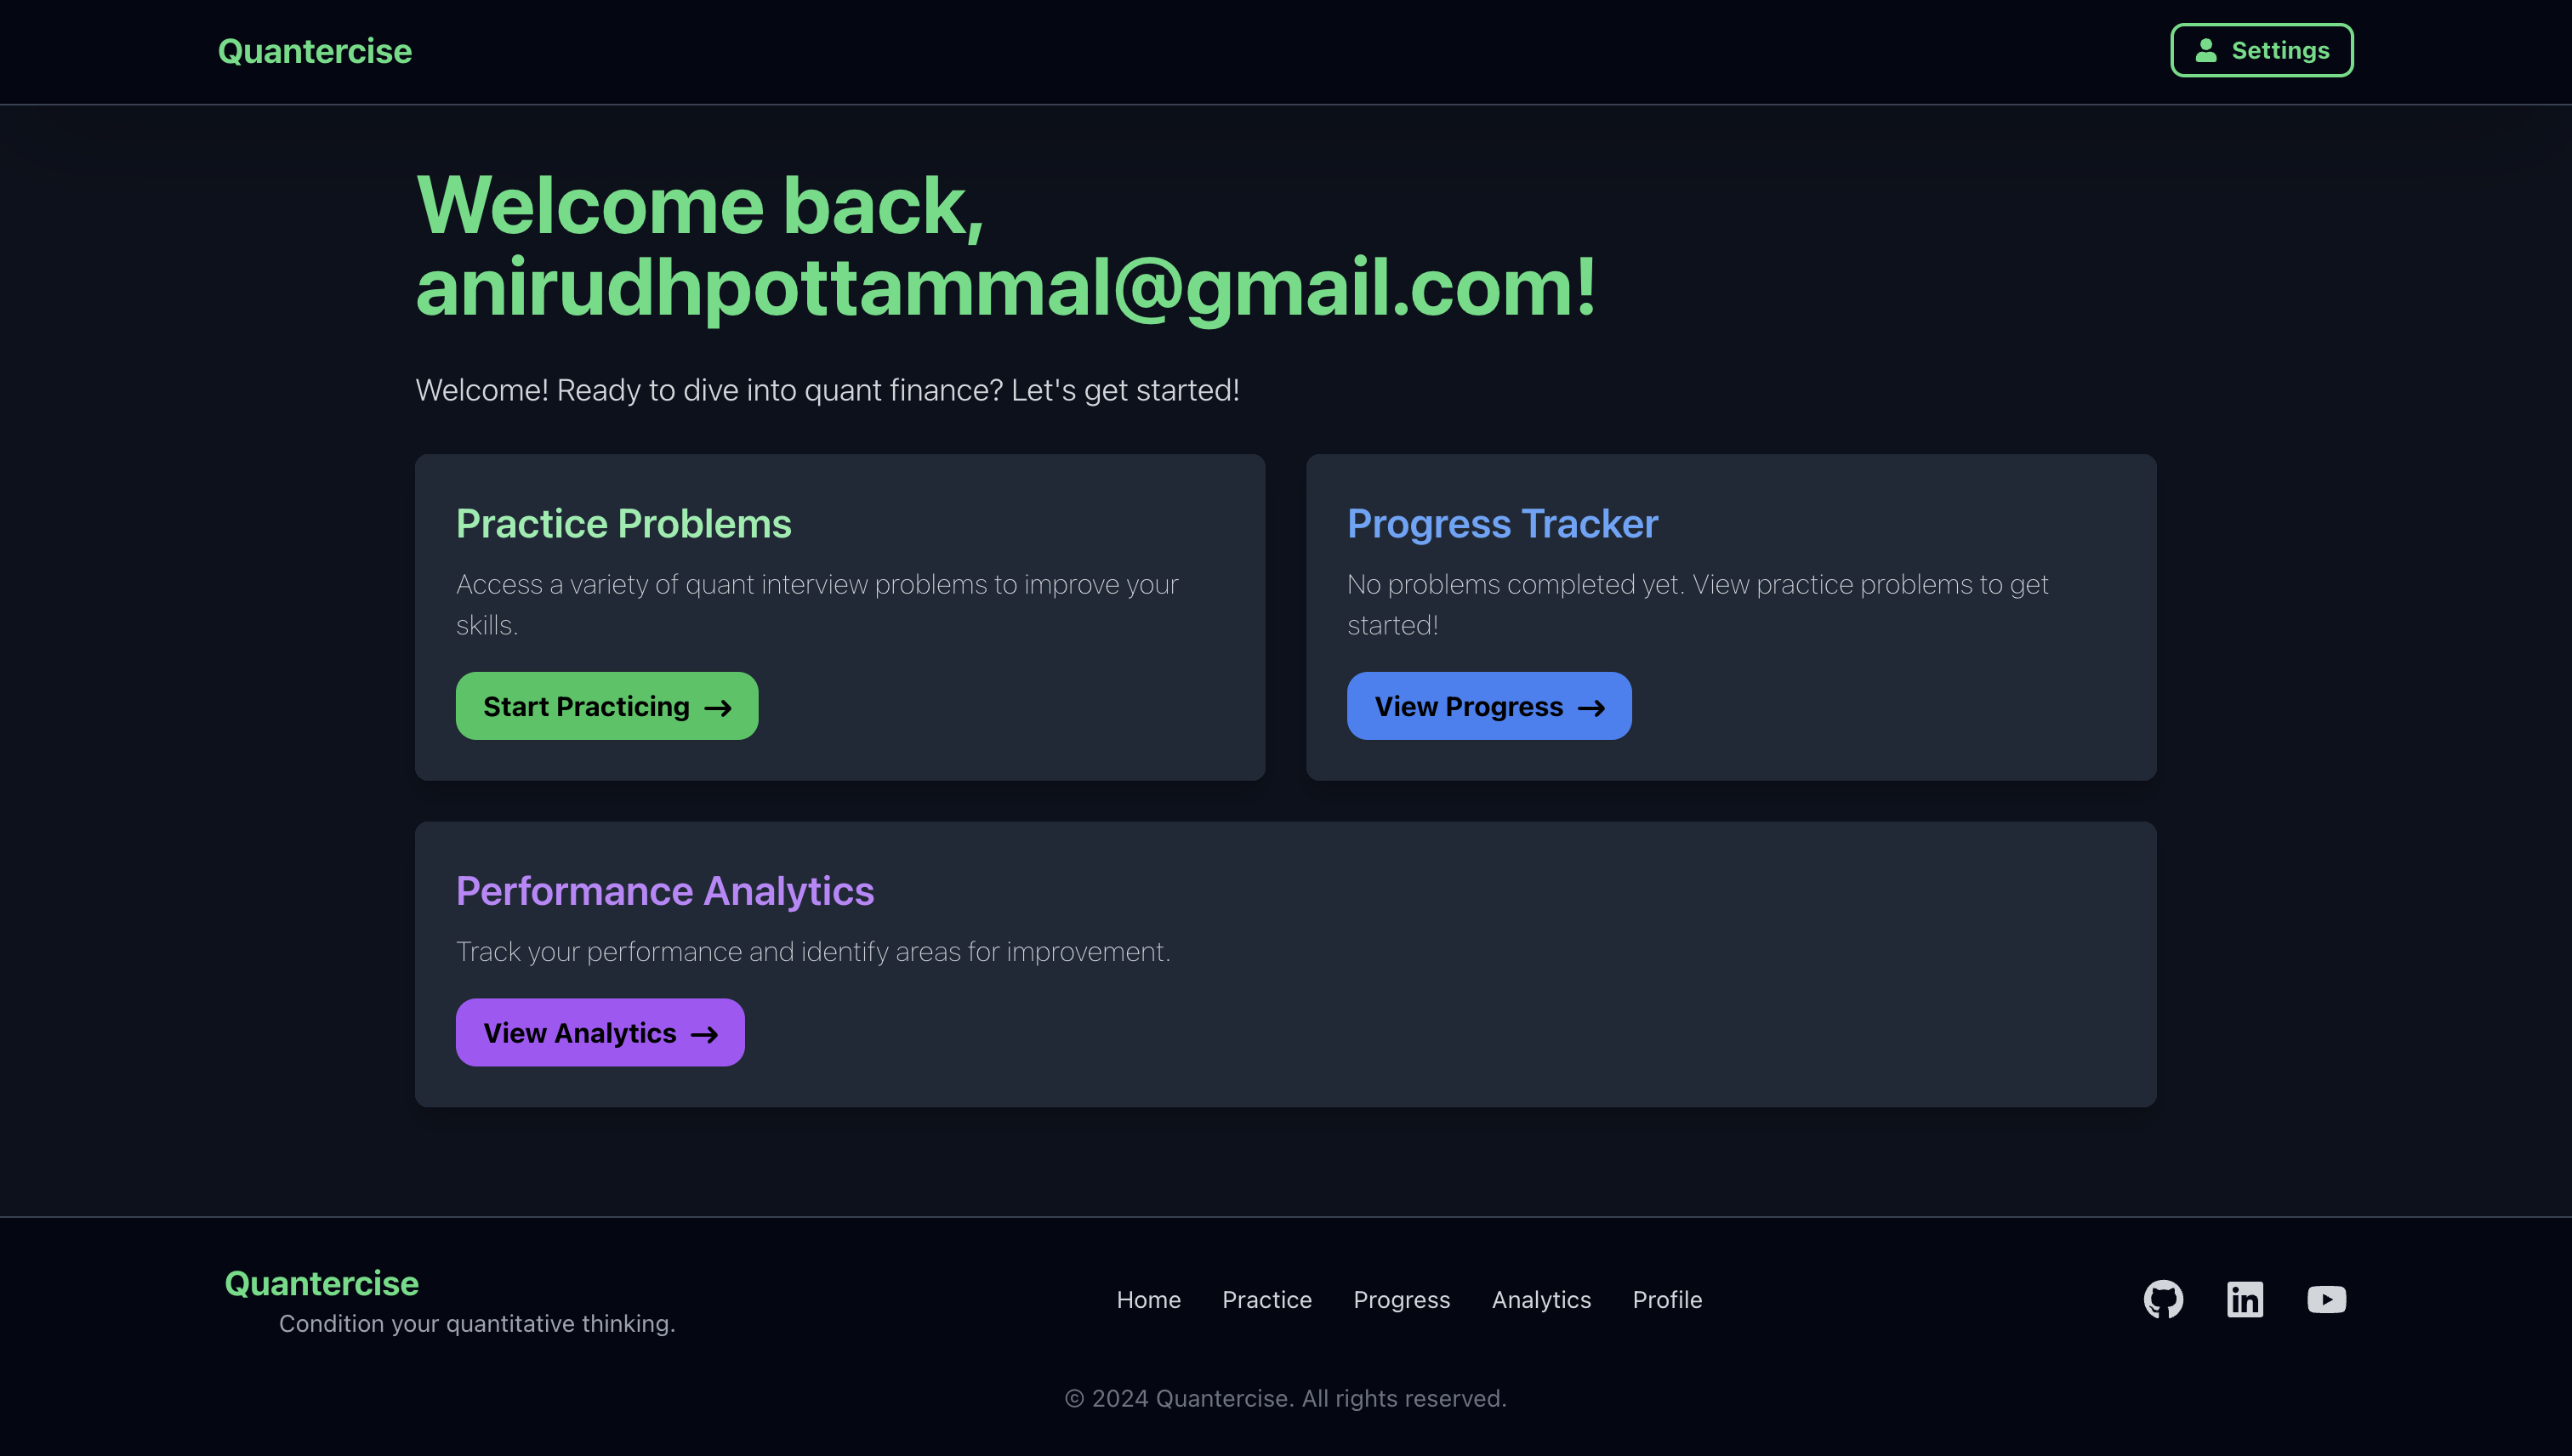 Quantercise
Settings
Welcome back,
anirudhpottammal@gmail.com!
Welcome! Ready to dive into quant finance? Let's get started!
Practice Problems
Access a variety of quant interview problems to improve your
skills.
Start Practicing →
Progress Tracker
No problems completed yet. View practice problems to get
started!
View Progress →
Performance Analytics
Track your performance and identify areas for improvement.
View Analytics →
Quantercise
Condition your quantitative thinking.
Home Practice Progress Analytics Profile
© 2024 Quantercise. All rights reserved.